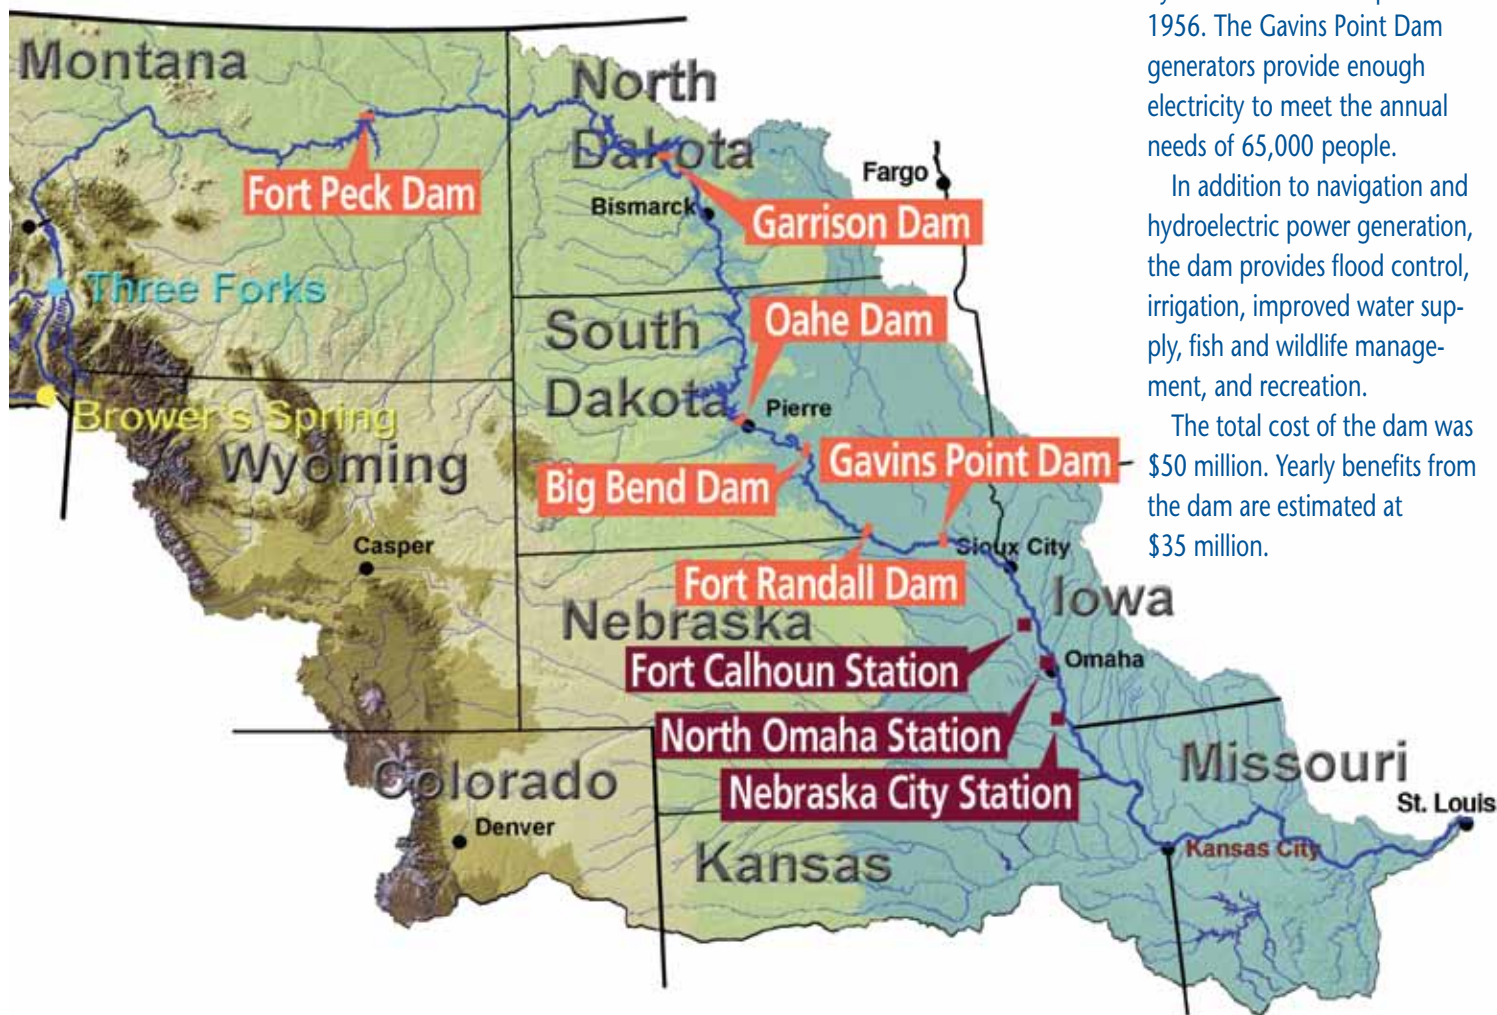 1956. The Gavins Point Dam
generators provide enough
electricity to meet the annual
needs of 65,000 people.
In addition to navigation and
hydroelectric power generation,
the dam provides flood control,
irrigation, improved water sup-
ply, fish and wildlife manage-
ment, and recreation.
The total cost of the dam was
$50 million. Yearly benefits from
the dam are estimated at
$35 million.
Montana
North
Dakota
Fort Peck Dam
Fargo
Bismarck
Garrison Dam
Three Forks
South
Dakota
Oahe Dam
Brower's Spring
Pierre
Wyoming
Gavins Point Dam
Big Bend Dam
Casper
Sioux City
Fort Randall Dam
Iowa
Nebraska
Fort Calhoun Station
Omaha
North Omaha Station
Colorado
Missouri
Nebraska City Station
St. Louis
Denver
Kansas City
Kansas